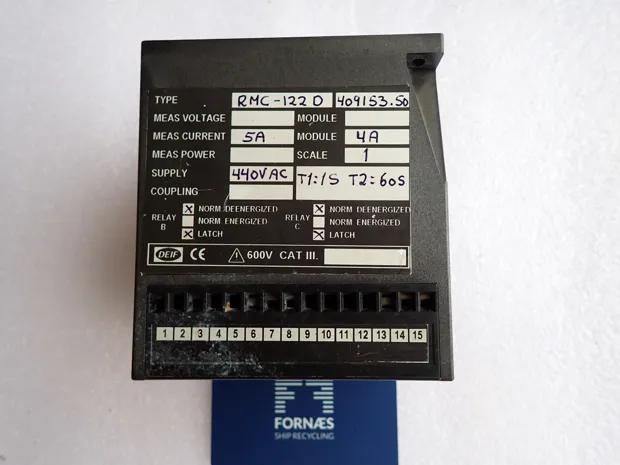 TYPE RMC-122D 409153.50
MEAS VOLTAGE MODULE
MEAS CURRENT 5A MODULE 4A
MEAS POWER SCALE 1
SUPPLY 440V AC T1:1S T2=60S
COUPLING
RELAY B X NORM DEENERGIZED NORM ENERGIZED X LATCH
RELAY C X NORM DEENERGIZED NORM ENERGIZED X LATCH
DEIF CE 600V CAT III.
1 2 3 4 5 6 7 8 9 10 11 12 13 14 15
FORNÆS
SHIP RECYCLING